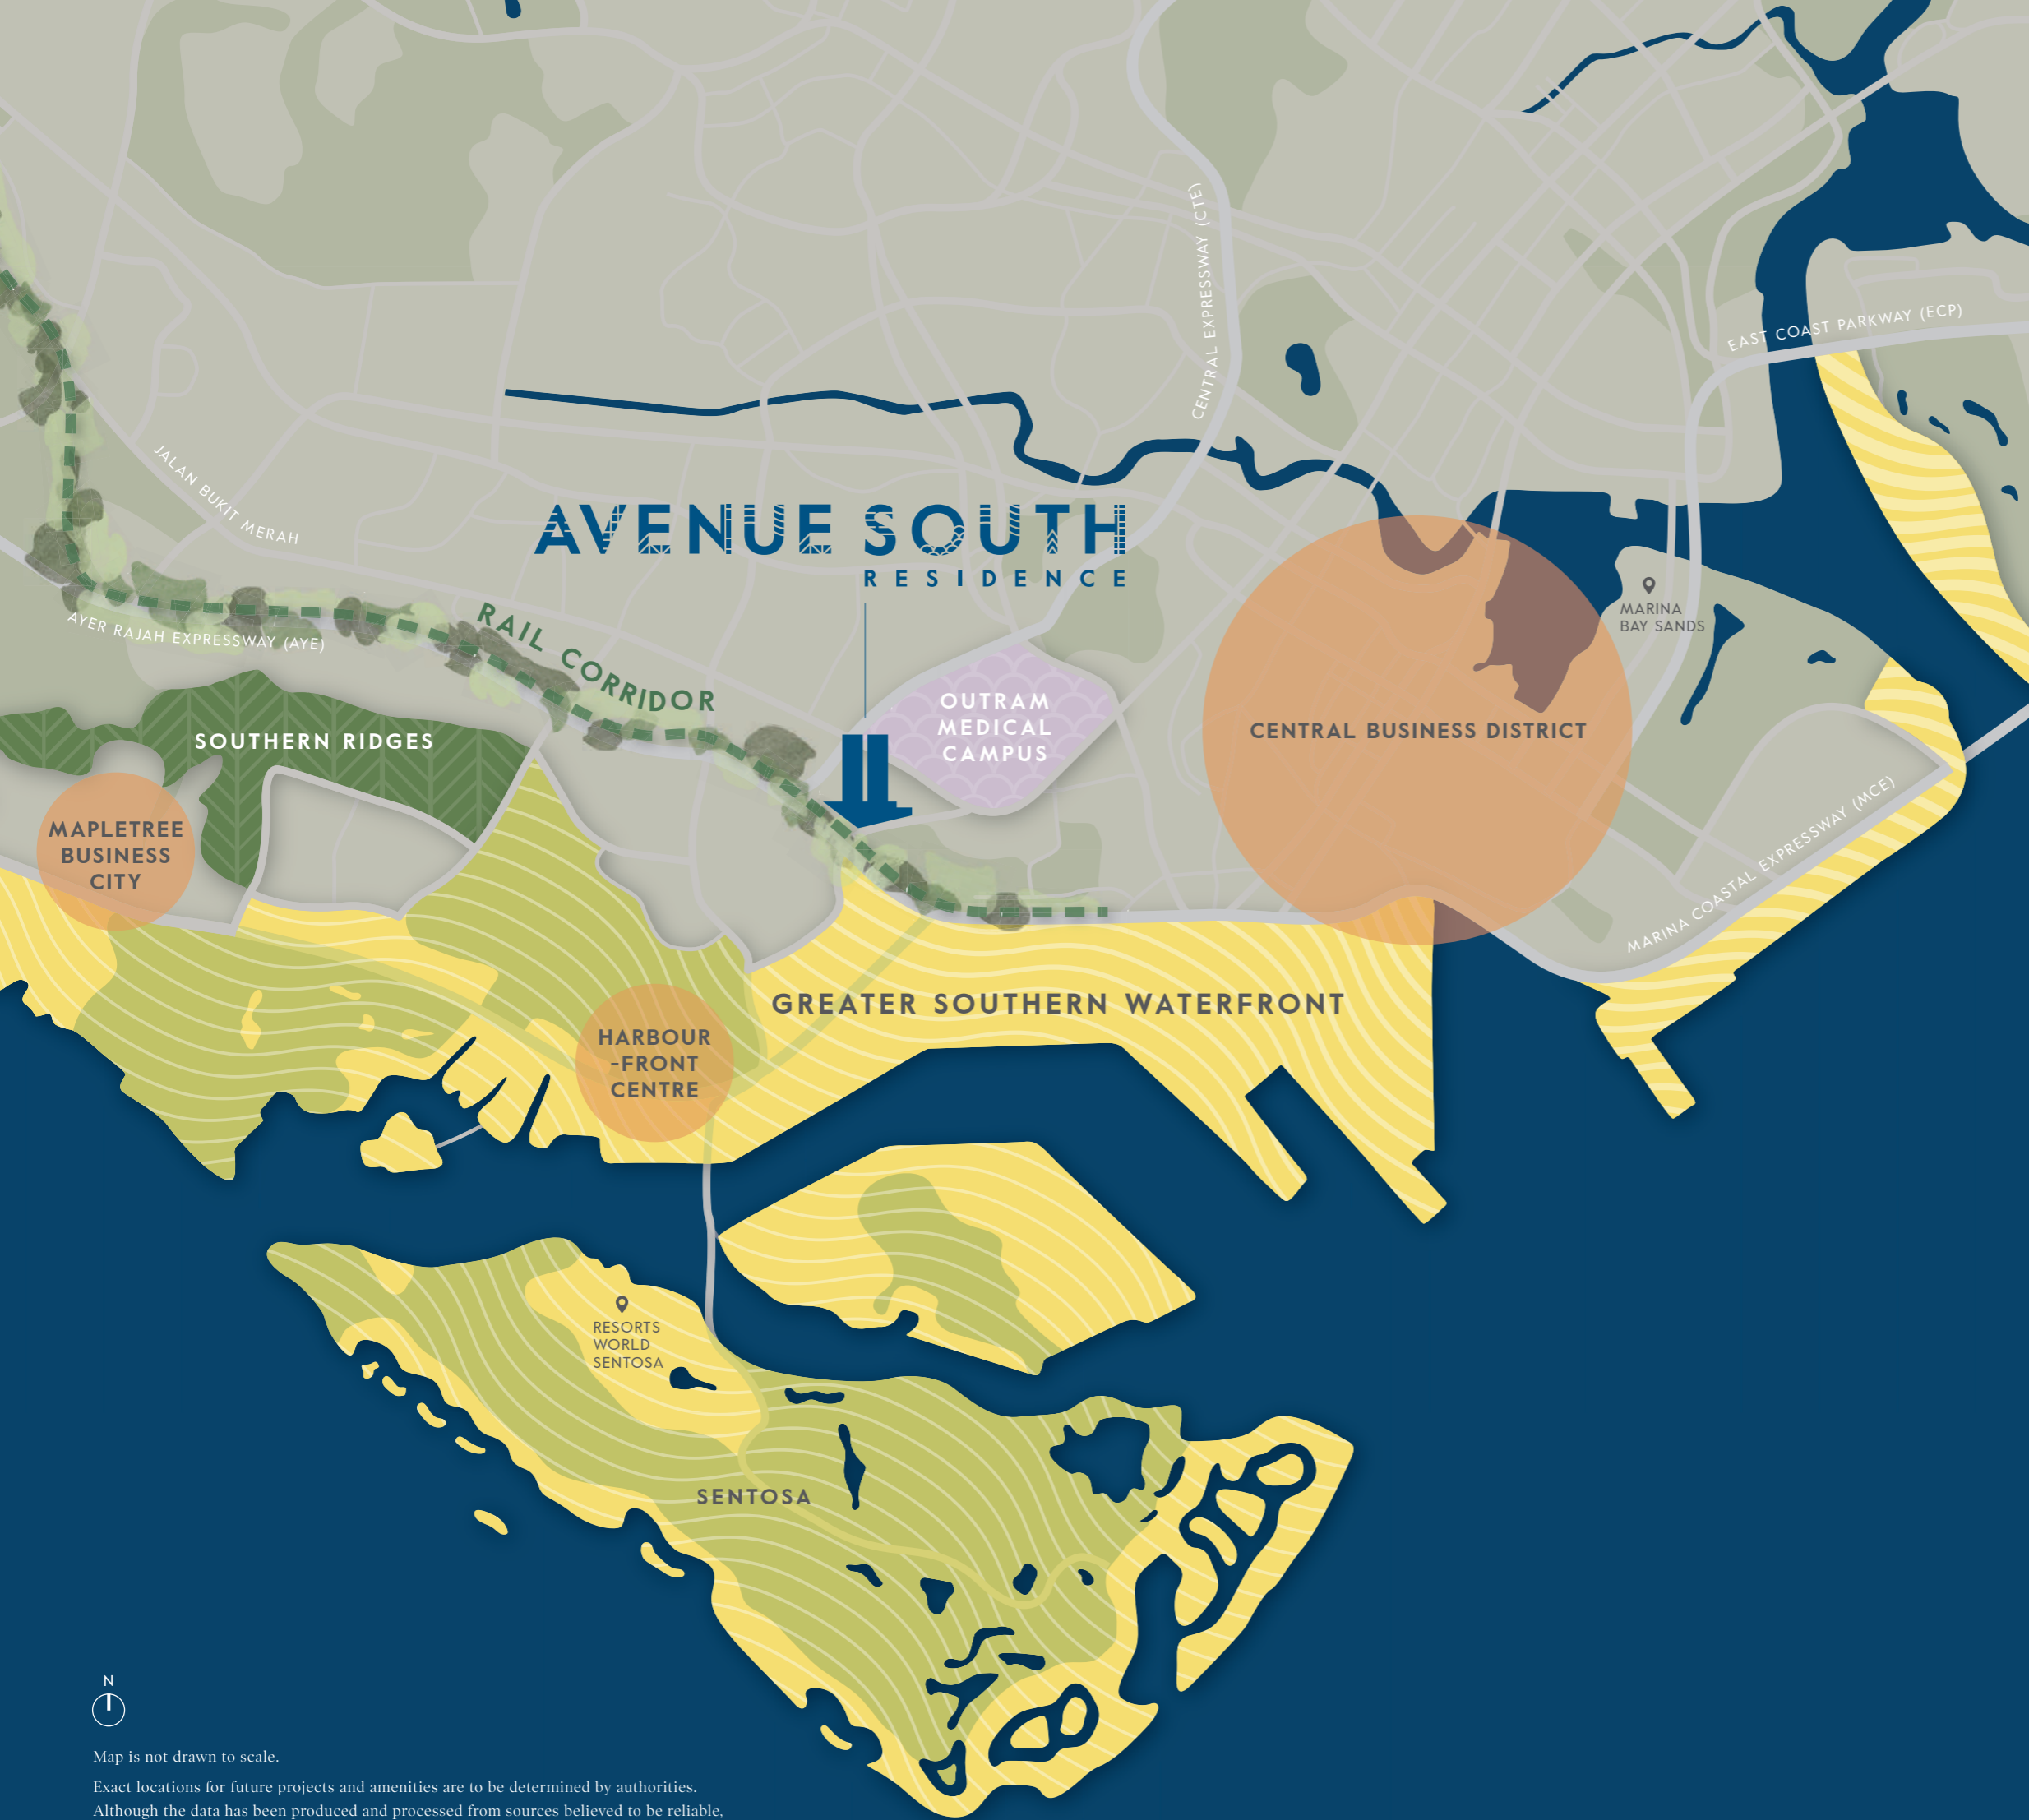 CENTRAL EXPRESSWAY (CTE)
EAST COAST PARKWAY (ECP)
JALAN BUKIT MERAH
AVENUE SOUTH
RESIDENCE
MARINA
BAY SANDS
AYER RAJAH EXPRESSWAY (AYE)
RAIL CORRIDOR
OUTRAM
MEDICAL
CAMPUS
CENTRAL BUSINESS DISTRICT
SOUTHERN RIDGES
MAPLETREE
BUSINESS
CITY
MARINA COASTAL EXPRESSWAY (MCE)
GREATER SOUTHERN WATERFRONT
HARBOUR
-FRONT
CENTRE
RESORTS
WORLD
SENTOSA
SENTOSA
N
Map is not drawn to scale.
Exact locations for future projects and amenities are to be determined by authorities.
Although the data has been produced and processed from sources believed to be reliable,